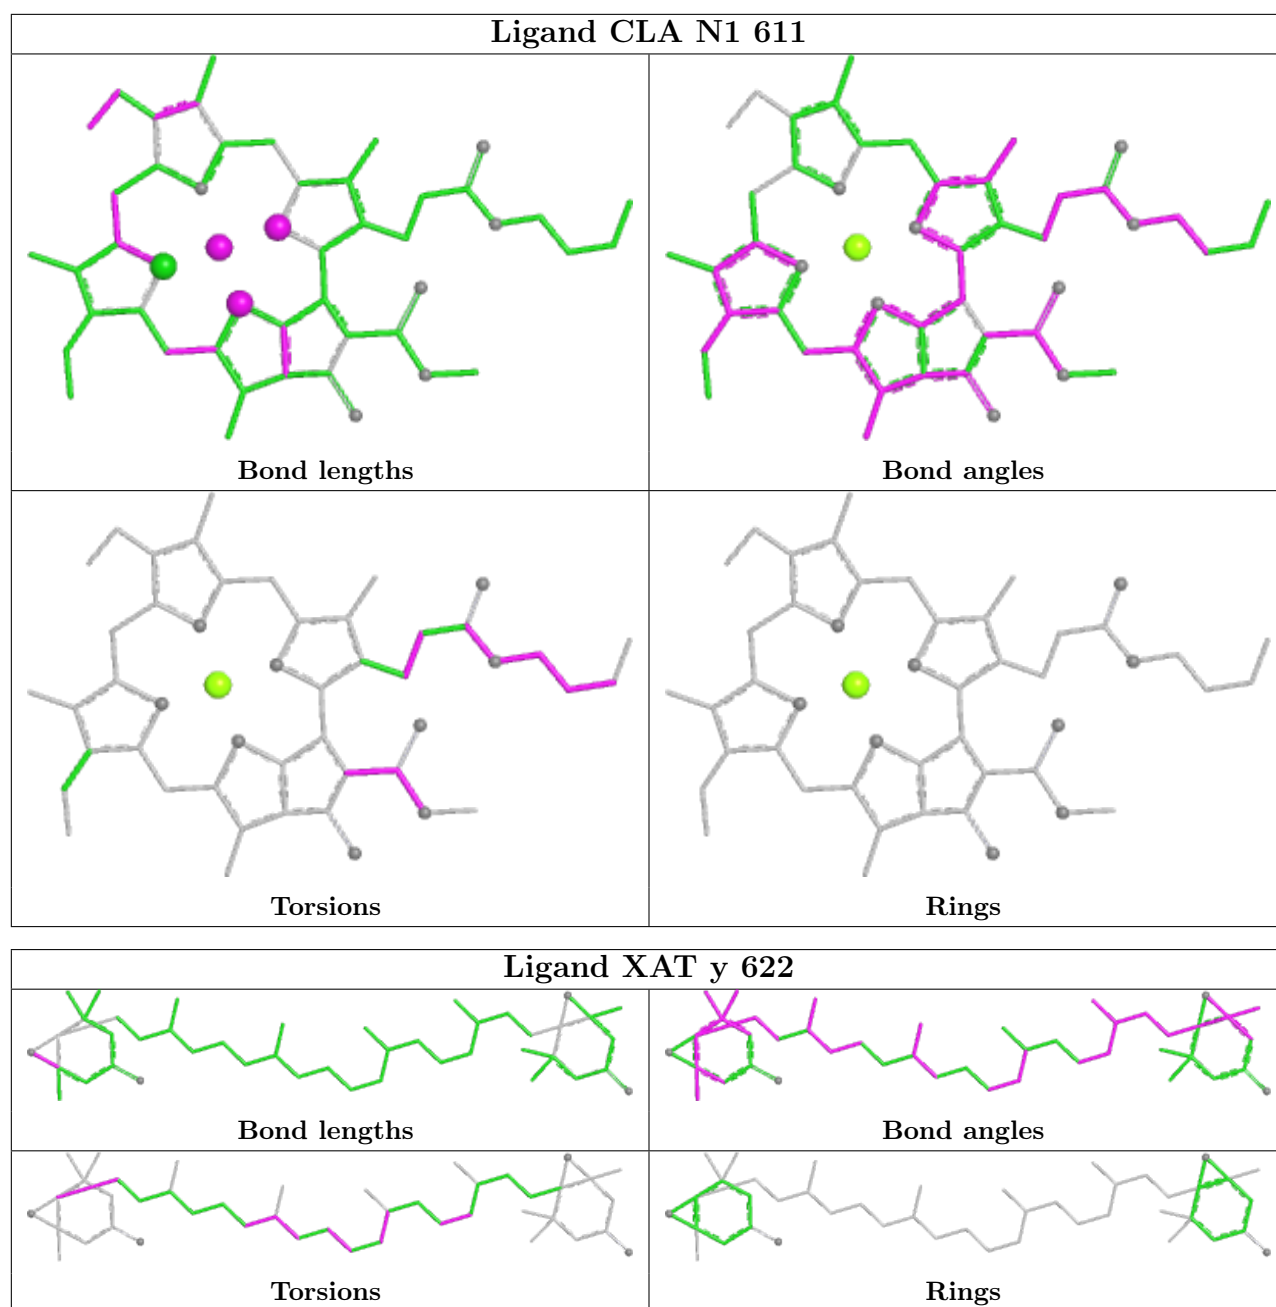 Ligand CLA N1 611
Bond lengths
Bond angles
Torsions
Rings
Ligand XAT y 622
Bond lengths
Bond angles
Torsions
Rings